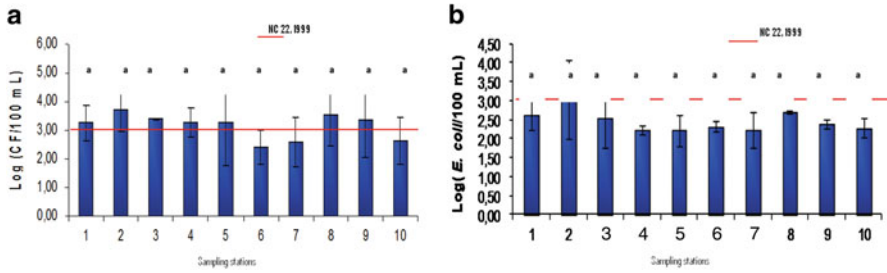 a
NC 22, 1999
Log (CF/100 mL)
6,00
5,00
4,00
3,00
2,00
1,00
0,00
a a a a a a a a a a
1 2 3 4 5 6 7 8 9 10
Sampling stations
b
NC 22, 1999
Log( E. coli/100 mL)
4,50
4,00
3,50
3,00
2,50
2,00
1,50
1,00
0,50
0,00
a a a a a a a a a a
1 2 3 4 5 6 7 8 9 10
Sampling stations